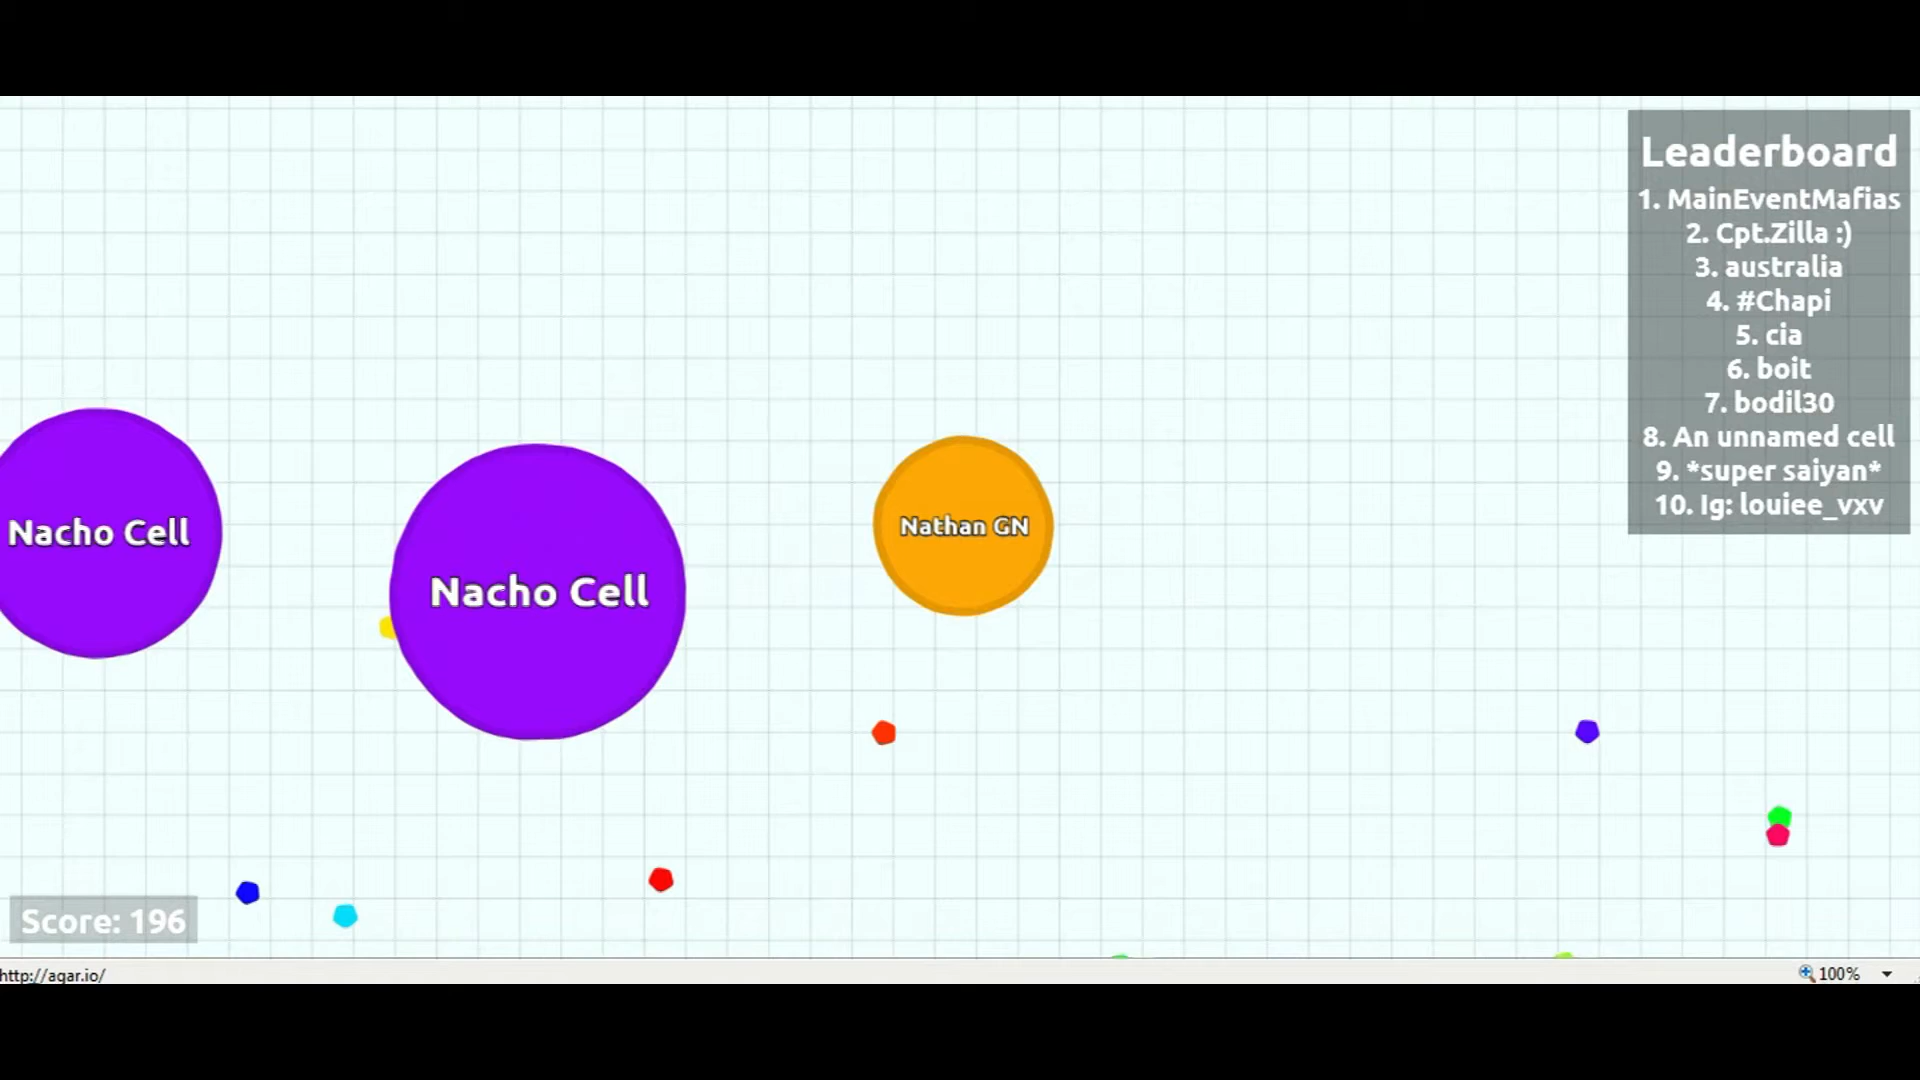 Leaderboard
1. MainEventMafias
2. Cpt.Zilla :)
3. australia
4. #Chapi
5. cia
6. boit
7. bodil30
8. An unnamed cell
9. *super saiyan*
10. Ig: louiee_vxv
Nacho Cell
Nacho Cell
Nathan GN
Score: 196
http://agar.io/
100%